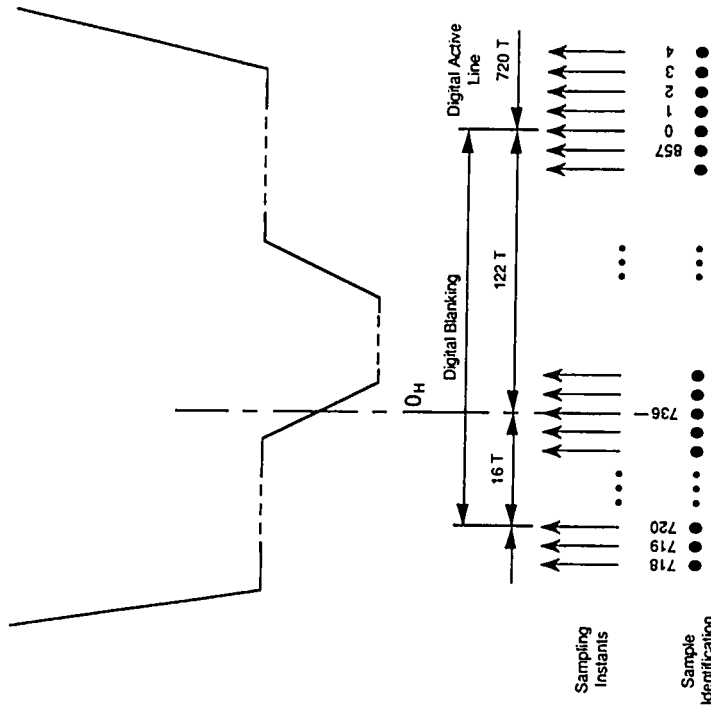 Digital Active
Line
720 T
Digital Blanking
122 T
16 T
O_H
Sampling
Instants
718
719
720
736
857
0
1
2
3
4
Sample
Identification